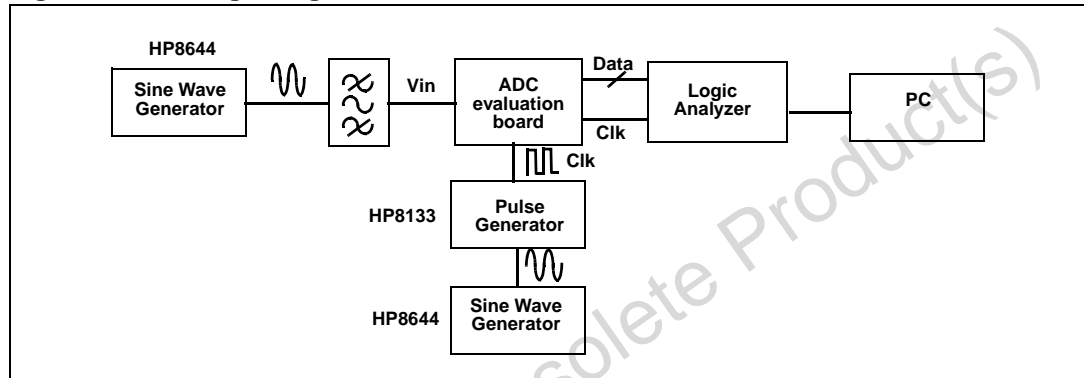 HP8644
Sine Wave
Generator
Vin
ADC
evaluation
board
Data
Clk
Logic
Analyzer
PC
Clk
HP8133
Pulse
Generator
HP8644
Sine Wave
Generator
solete Product(s)